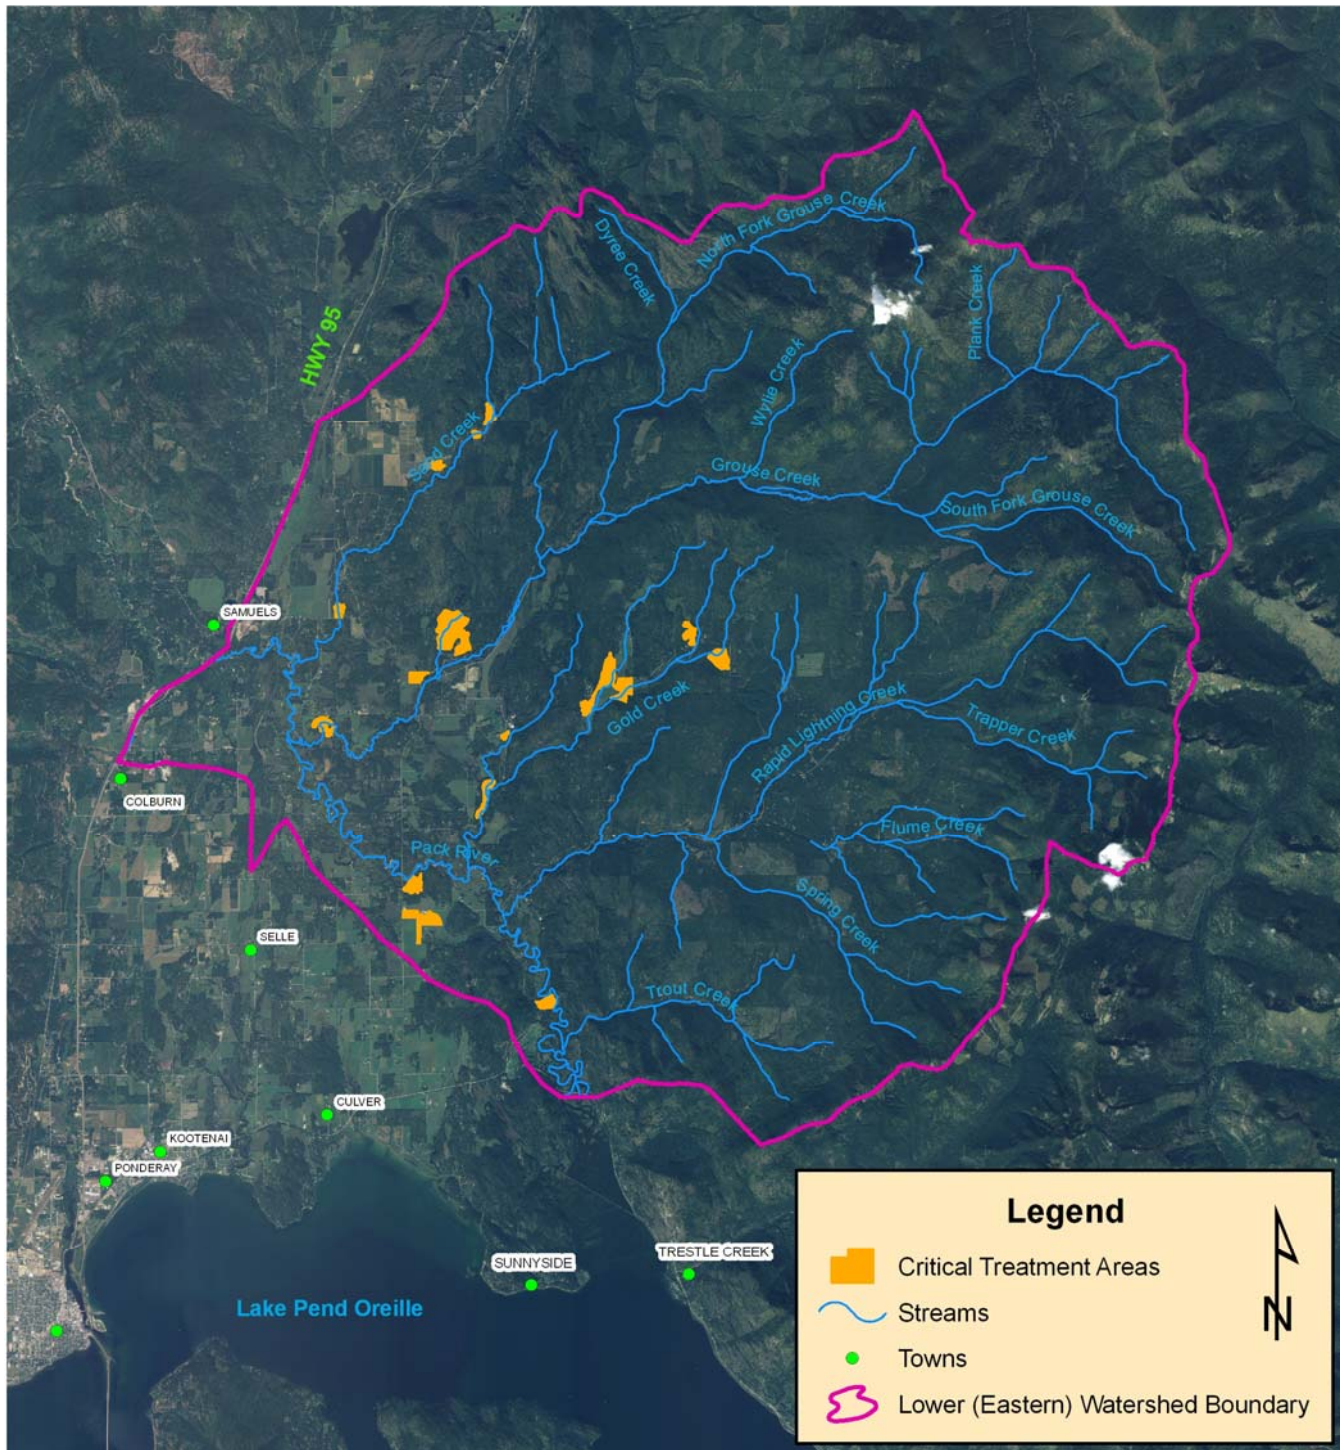 North Fork Grouse Creek
Dyree Creek
Plank Creek
HWY 95
Wylie Creek
Sand Creek
Grouse Creek
South Fork Grouse Creek
SAMUELS
Gold Creek
Rapid Lightning Creek
Trapper Creek
COLBURN
Flume Creek
Pack River
Spring Creek
SELLE
Trout Creek
CULVER
KOOTENAI
PONDERAY
SUNNYSIDE
TRESTLE CREEK
Lake Pend Oreille
Legend
Critical Treatment Areas
Streams
Towns
Lower (Eastern) Watershed Boundary
N